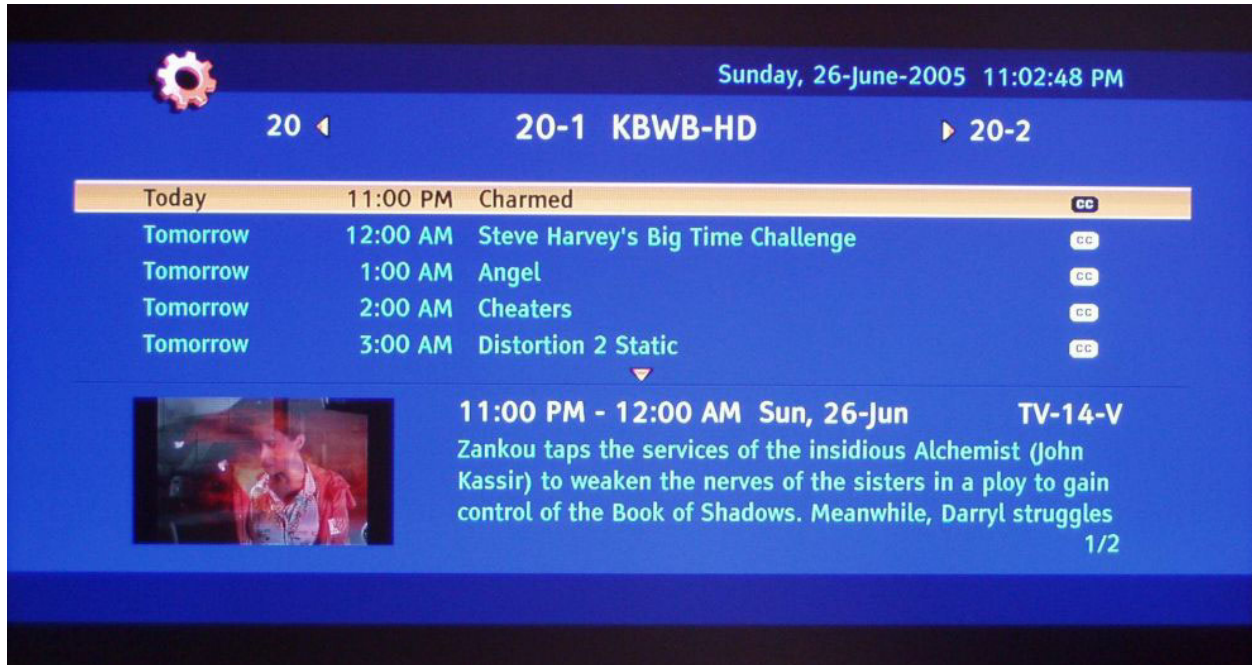 Sunday, 26-June-2005 11:02:48 PM
20 20-1 KBWB-HD 20-2
Today 11:00 PM Charmed CC
Tomorrow 12:00 AM Steve Harvey's Big Time Challenge CC
Tomorrow 1:00 AM Angel CC
Tomorrow 2:00 AM Cheaters CC
Tomorrow 3:00 AM Distortion 2 Static CC
11:00 PM - 12:00 AM Sun, 26-Jun TV-14-V
Zankou taps the services of the insidious Alchemist (John
Kassir) to weaken the nerves of the sisters in a ploy to gain
control of the Book of Shadows. Meanwhile, Darryl struggles
1/2